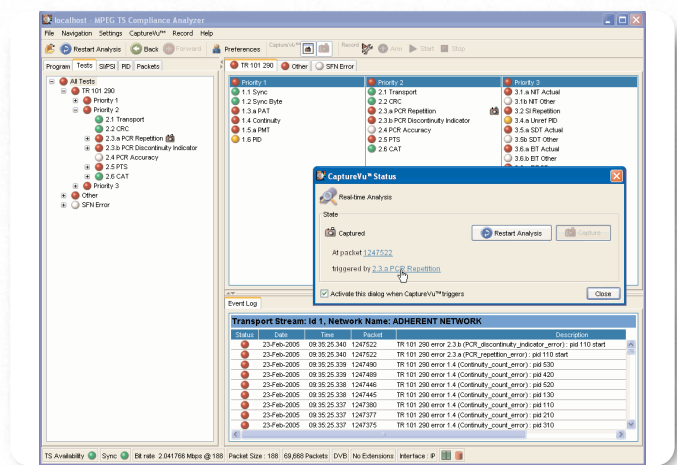 localhost - MPEG TS Compliance Analyzer
File Navigation Settings CaptureVu™ Record Help
Restart Analysis Back Forward Preferences CaptureVu™ Record Arm Start Stop
Program Tests SI/PSI PID Packets
TR 101 290 Other SFN Error
All Tests
TR 101 290
Priority 1
Priority 2
2.1 Transport
2.2 CRC
2.3.a PCR Repetition
2.3.b PCR Discontinuity Indicator
2.4 PCR Accuracy
2.5 PTS
2.6 CAT
Priority 3
Other
SFN Error
Priority 1
1.1 Sync
1.2 Sync Byte
1.3.a PAT
1.4 Continuity
1.5.a PMT
1.6 PID
Priority 2
2.1 Transport
2.2 CRC
2.3.a PCR Repetition
2.3.b PCR Discontinuity Indicator
2.4 PCR Accuracy
2.5 PTS
2.6 CAT
Priority 3
3.1.a NIT Actual
3.1b NIT Other
3.2 SI Repetition
3.4.a Unref PID
3.5.a SDT Actual
3.5b SDT Other
3.6.a EIT Actual
3.6.b EIT Other
CaptureVu™ Status
Real-time Analysis
State
Captured
Restart Analysis
Capture
At packet 1247522
triggered by 2.3.a PCR Repetition
Activate this dialog when CaptureVu™ triggers
Close
Event Log
Transport Stream: Id 1, Network Name: ADHERENT NETWORK
Status Date Time Packet Description
23-Feb-2005 09:35:25.340 1247522 TR 101 290 error 2.3.b (PCR_discontinuity_indicator_error) : pid 110 start
23-Feb-2005 09:35:25.340 1247522 TR 101 290 error 2.3.a (PCR_repetition_error) : pid 110 start
23-Feb-2005 09:35:25.339 1247490 TR 101 290 error 1.4 (Continuity_count_error) : pid 530
23-Feb-2005 09:35:25.339 1247489 TR 101 290 error 1.4 (Continuity_count_error) : pid 420
23-Feb-2005 09:35:25.338 1247446 TR 101 290 error 1.4 (Continuity_count_error) : pid 520
23-Feb-2005 09:35:25.338 1247445 TR 101 290 error 1.4 (Continuity_count_error) : pid 130
23-Feb-2005 09:35:25.337 1247380 TR 101 290 error 1.4 (Continuity_count_error) : pid 110
23-Feb-2005 09:35:25.337 1247377 TR 101 290 error 1.4 (Continuity_count_error) : pid 210
23-Feb-2005 09:35:25.337 1247375 TR 101 290 error 1.4 (Continuity_count_error) : pid 310
TS Availability Sync Bit rate 2.041766 Mbps @ 188 Packet Size : 188 69,668 Packets DVB No Extensions Interface : IP